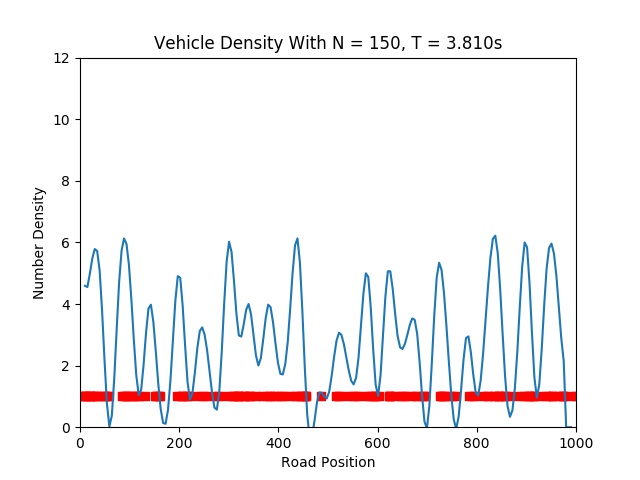 Vehicle Density With N = 150, T = 3.810s
12
10
8
6
4
2
0
Number Density
0 200 400 600 800 1000
Road Position